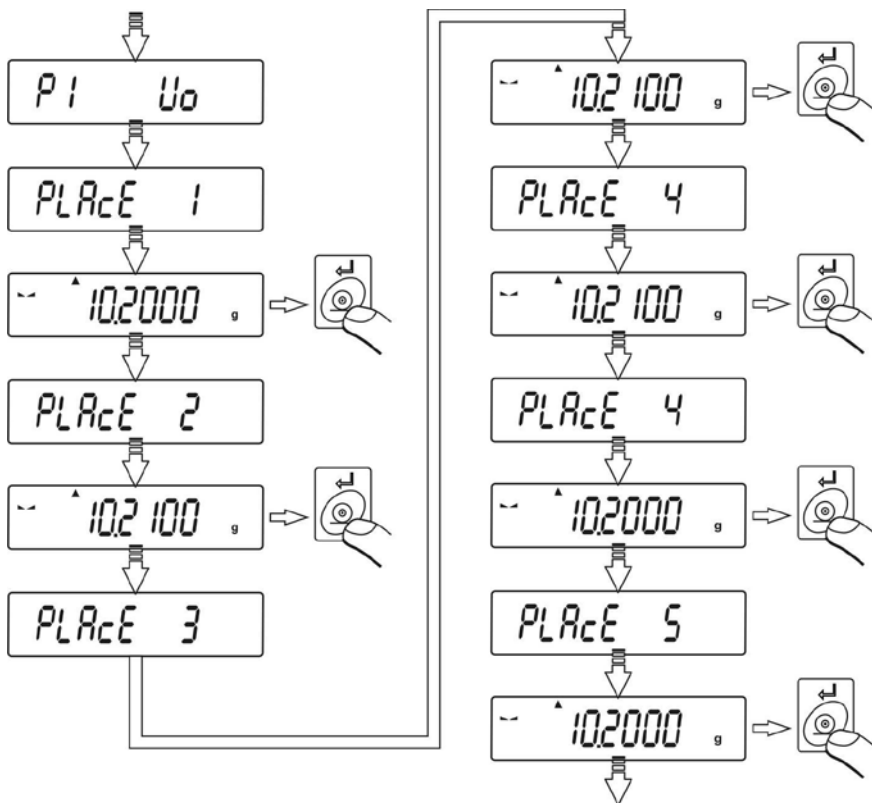 P1 Uo
PLAcE 1
10.2000 g
PLAcE 2
10.2100 g
PLAcE 3
10.2100 g
PLAcE 4
10.2100 g
PLAcE 4
10.2000 g
PLAcE 5
10.2000 g